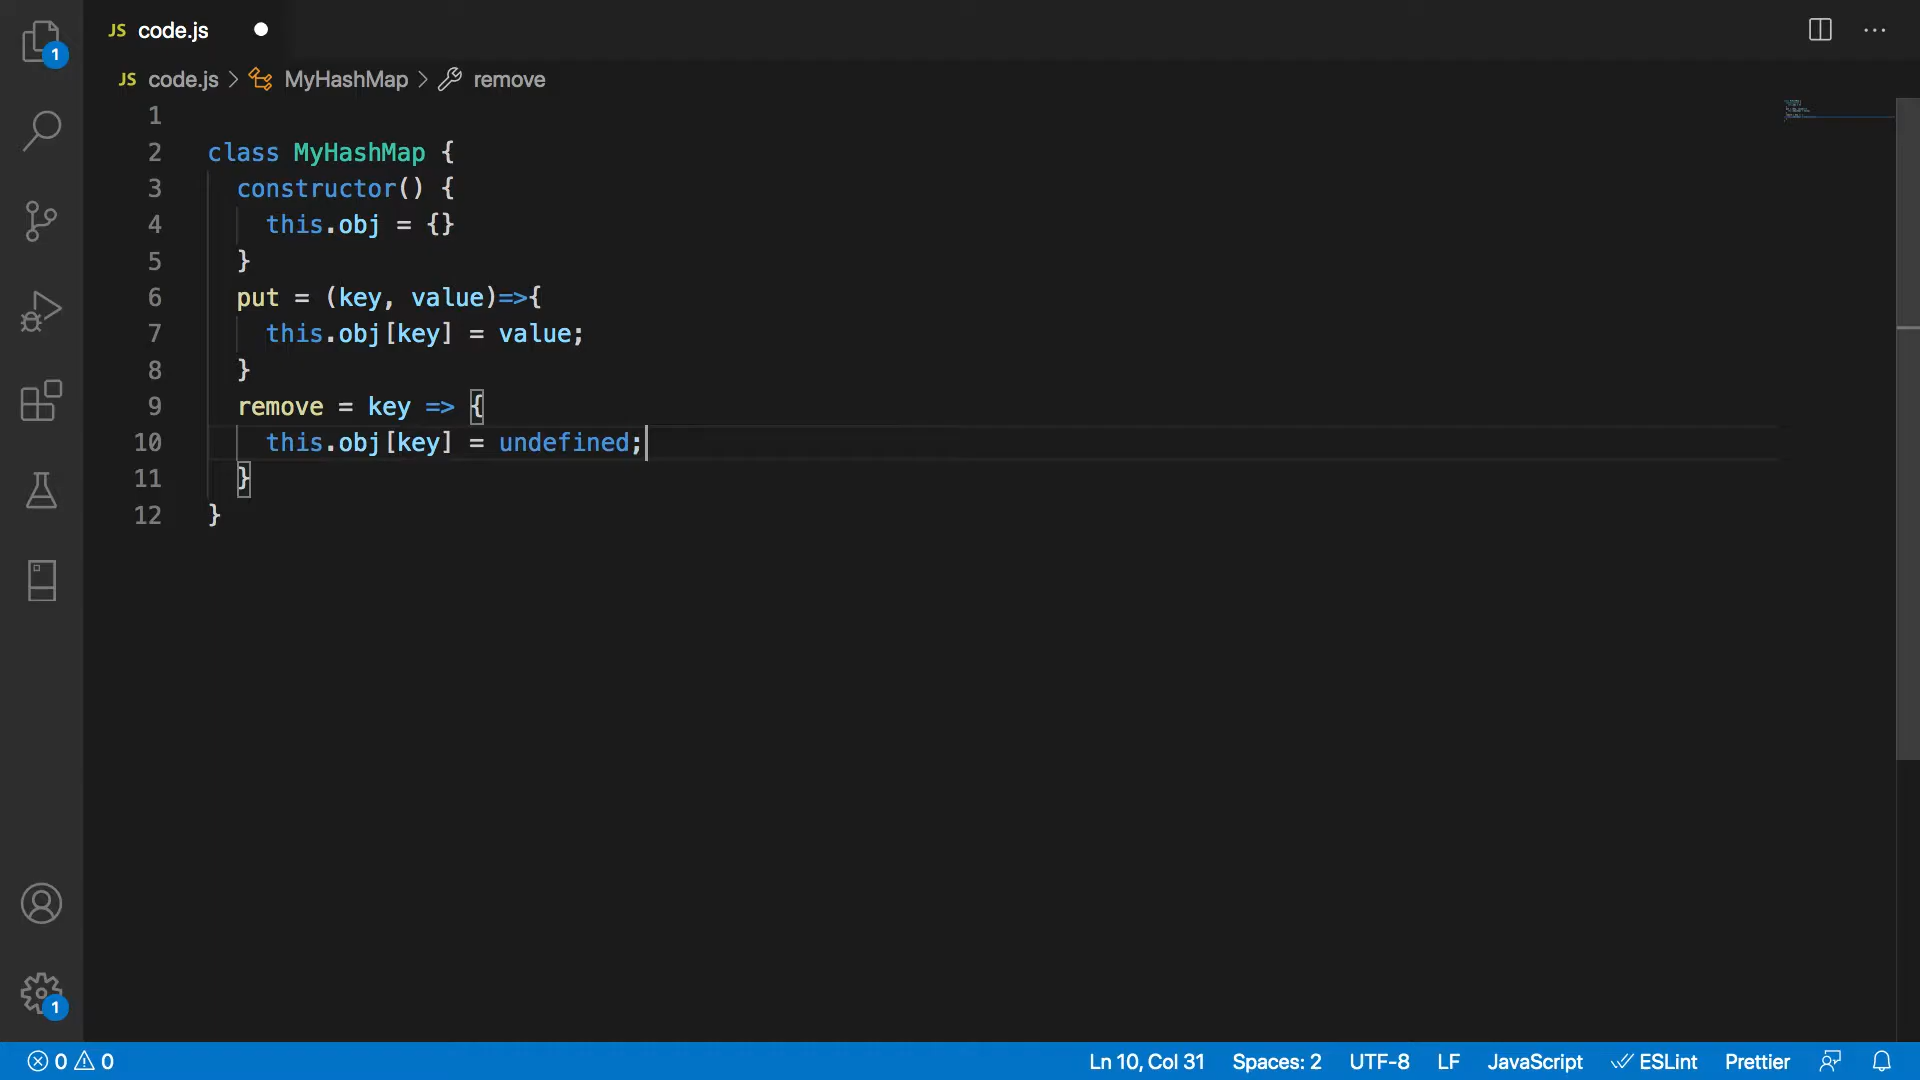 JS code.js
JS code.js > MyHashMap > remove
1
2 class MyHashMap {
3   constructor() {
4     this.obj = {}
5   }
6   put = (key, value)=>{
7     this.obj[key] = value;
8   }
9   remove = key => {
10     this.obj[key] = undefined;
11   }
12 }
1
1
0 0 Ln 10, Col 31 Spaces: 2 UTF-8 LF JavaScript ESLint Prettier